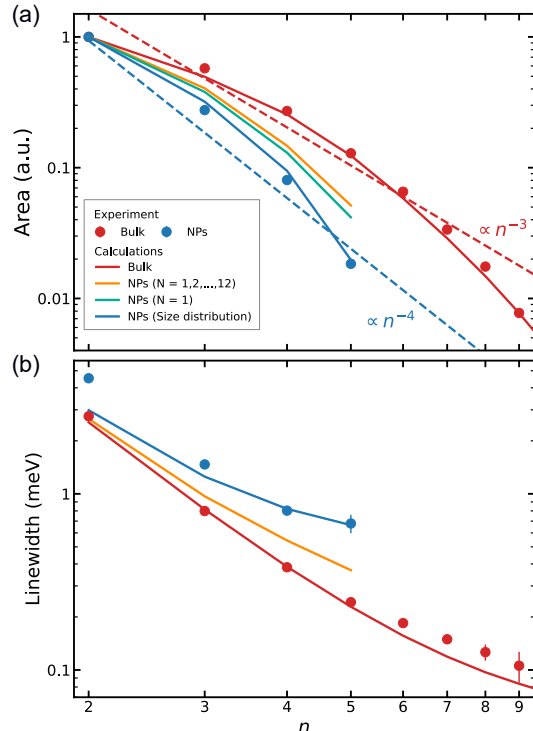 (a)
1
0.1
0.01
Area (a.u.)
Experiment
Bulk NPs
Calculations
Bulk
NPs (N = 1,2,...,12)
NPs (N = 1)
NPs (Size distribution)
∝ n⁻³
∝ n⁻⁴
(b)
1
0.1
Linewidth (meV)
2 3 4 5 6 7 8 9
n